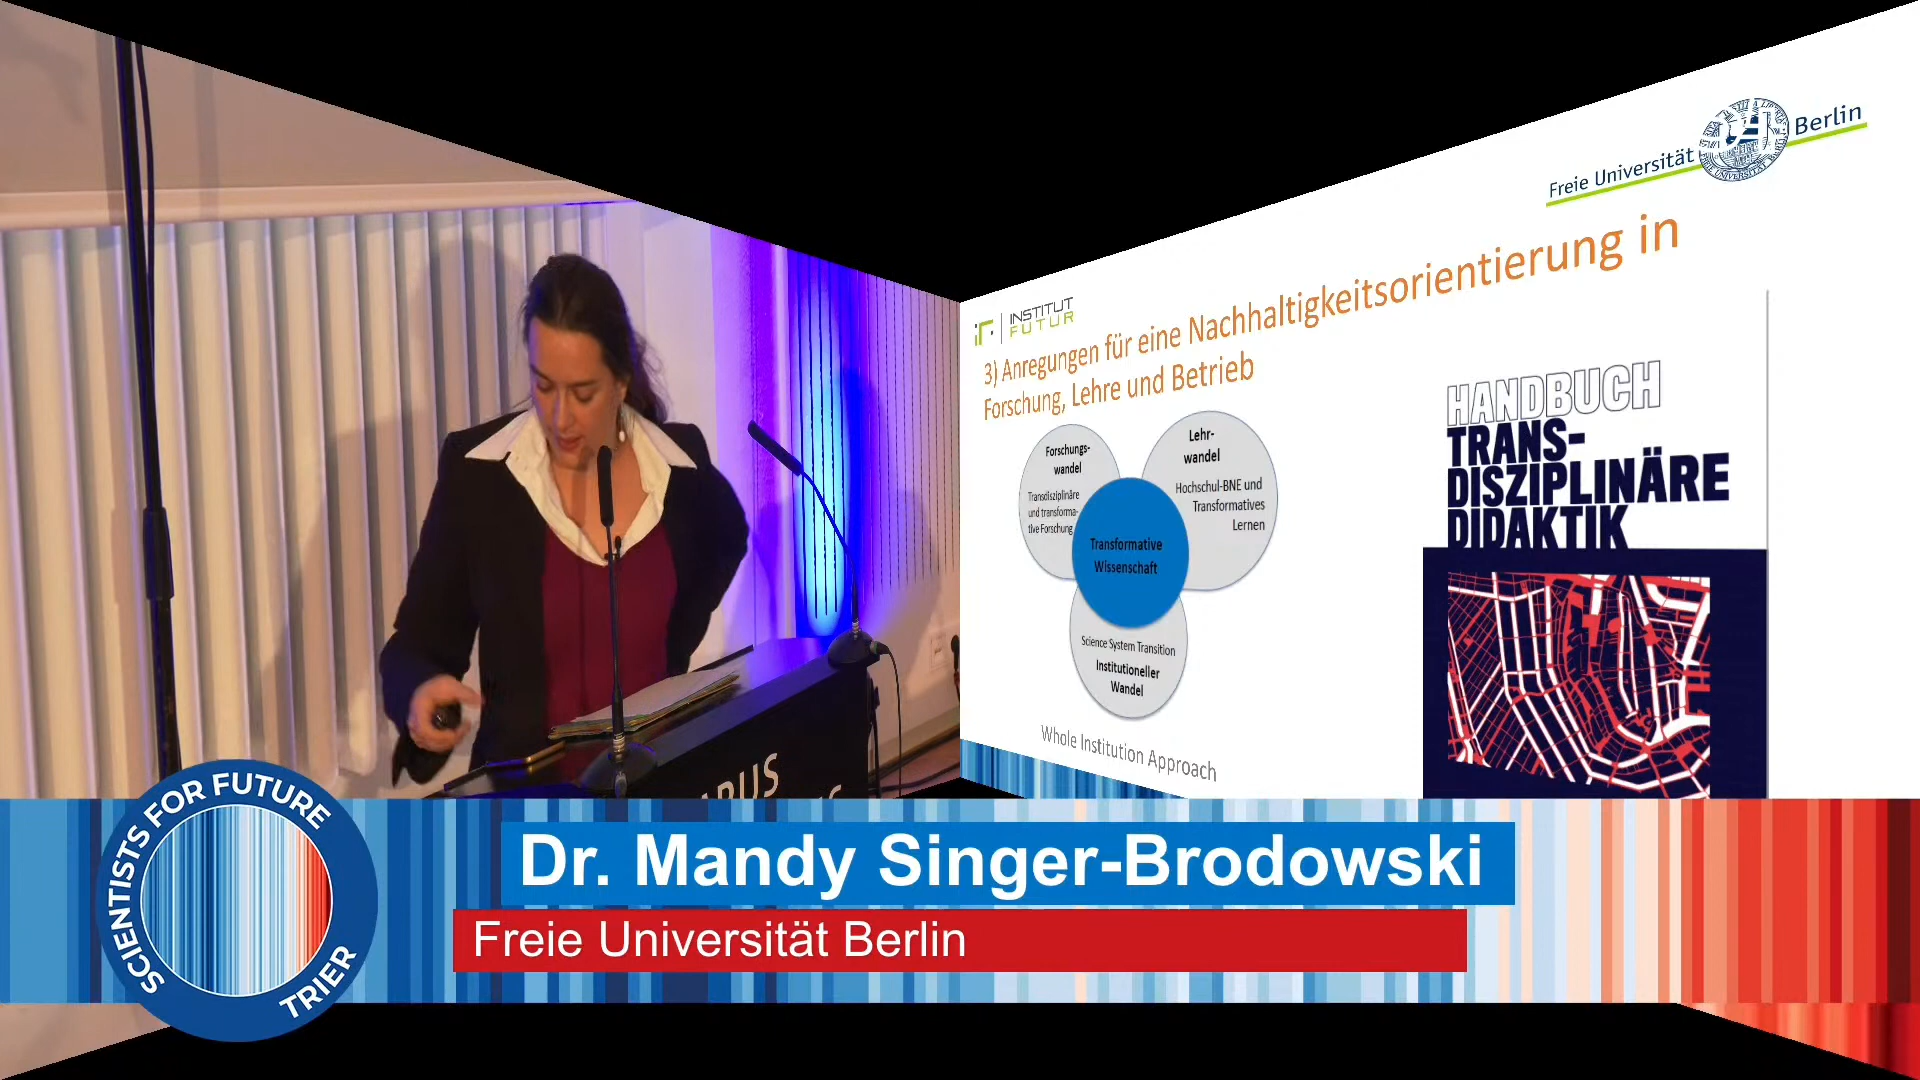 Freie Universität Berlin
INSTITUT
FUTUR
3) Anregungen für eine Nachhaltigkeitsorientierung in
Forschung, Lehre und Betrieb
Forschungs-
wandel
Transdisziplinäre
und transforma-
tive Forschung
Lehr-
wandel
Hochschul-BNE und
Transformatives
Lernen
Transformative
Wissenschaft
Science System Transition
Institutioneller
Wandel
Whole Institution Approach
HANDBUCH
TRANS-
DISZIPLINÄRE
DIDAKTIK
SCIENTISTS FOR FUTURE
TRIER
Dr. Mandy Singer-Brodowski
Freie Universität Berlin